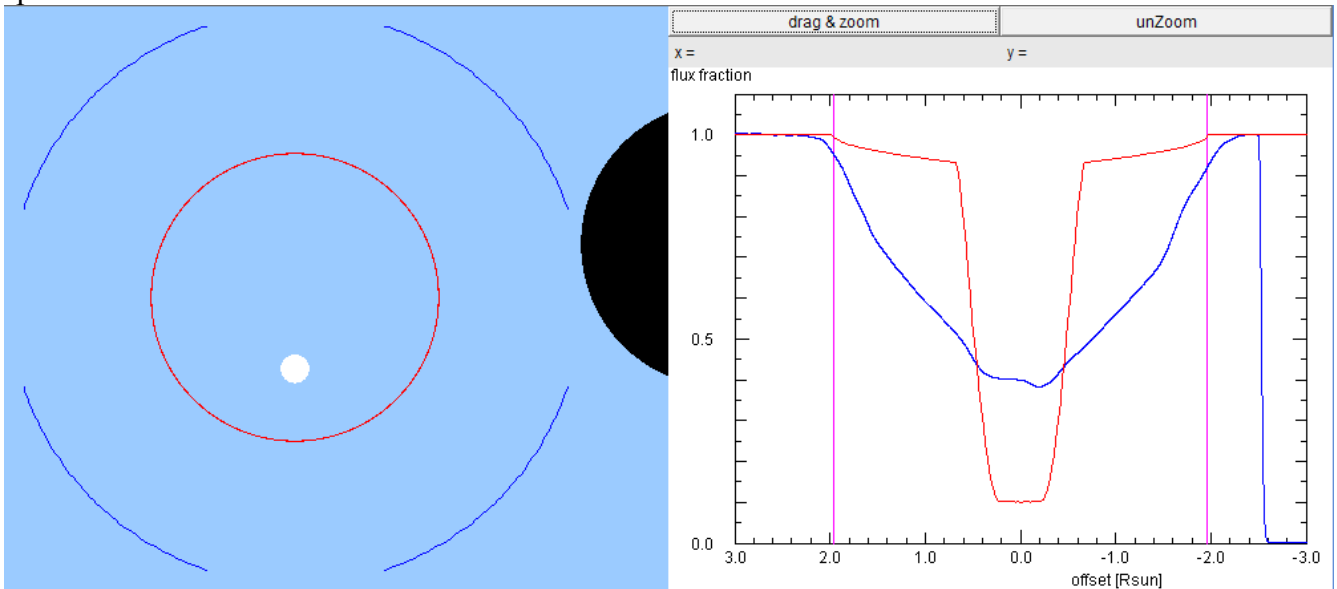 drag & zoom unZoom
x = y =
flux fraction
1.0
0.5
0.0
3.0 2.0 1.0 0.0 -1.0 -2.0 -3.0
offset [Rsun]